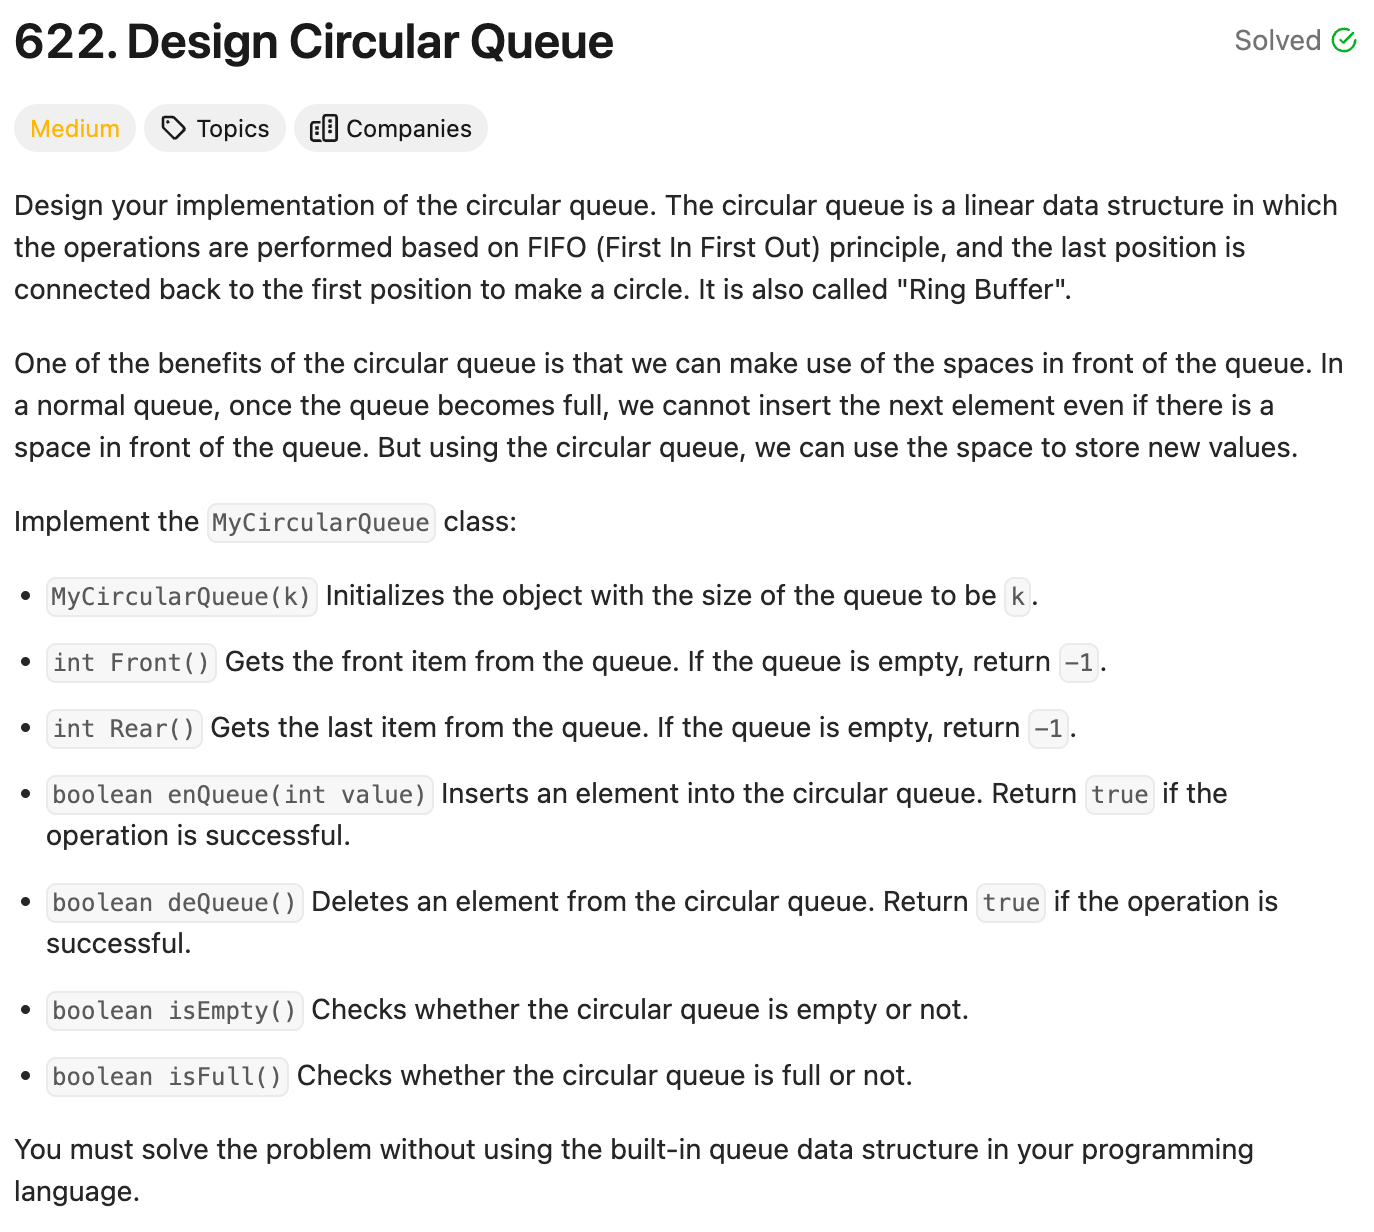 622. Design Circular Queue
Solved
Medium
Topics
Companies
Design your implementation of the circular queue. The circular queue is a linear data structure in which
the operations are performed based on FIFO (First In First Out) principle, and the last position is
connected back to the first position to make a circle. It is also called "Ring Buffer".
One of the benefits of the circular queue is that we can make use of the spaces in front of the queue. In
a normal queue, once the queue becomes full, we cannot insert the next element even if there is a
space in front of the queue. But using the circular queue, we can use the space to store new values.
Implement the MyCircularQueue class:
• MyCircularQueue(k) Initializes the object with the size of the queue to be k.
• int Front() Gets the front item from the queue. If the queue is empty, return -1.
• int Rear() Gets the last item from the queue. If the queue is empty, return -1.
• boolean enQueue(int value) Inserts an element into the circular queue. Return true if the
operation is successful.
• boolean deQueue() Deletes an element from the circular queue. Return true if the operation is
successful.
• boolean isEmpty() Checks whether the circular queue is empty or not.
• boolean isFull() Checks whether the circular queue is full or not.
You must solve the problem without using the built-in queue data structure in your programming
language.